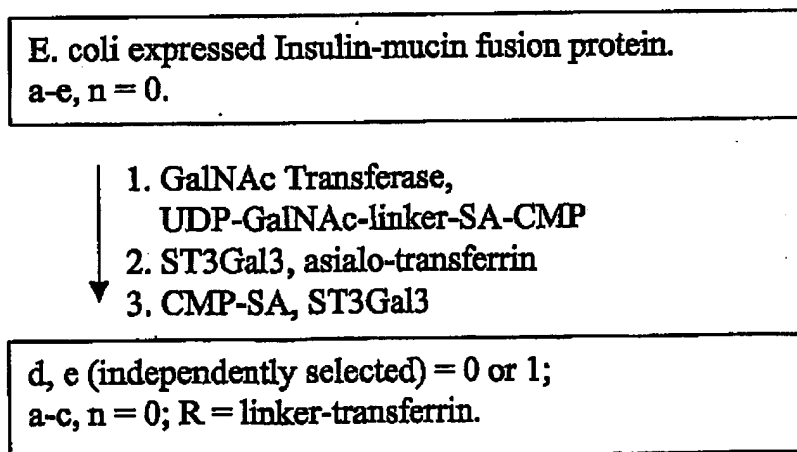 E. coli expressed Insulin-mucin fusion protein.
a-e, n = 0.
1. GalNAc Transferase,
UDP-GalNAc-linker-SA-CMP
2. ST3Gal3, asialo-transferrin
3. CMP-SA, ST3Gal3
d, e (independently selected) = 0 or 1;
a-c, n = 0; R = linker-transferrin.